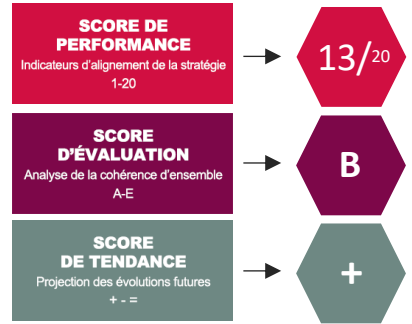 SCORE DE
PERFORMANCE
Indicateurs d'alignement de la stratégie
1-20
13/20
SCORE
D'ÉVALUATION
Analyse de la cohérence d'ensemble
A-E
B
SCORE
DE TENDANCE
Projection des évolutions futures
+ - =
+